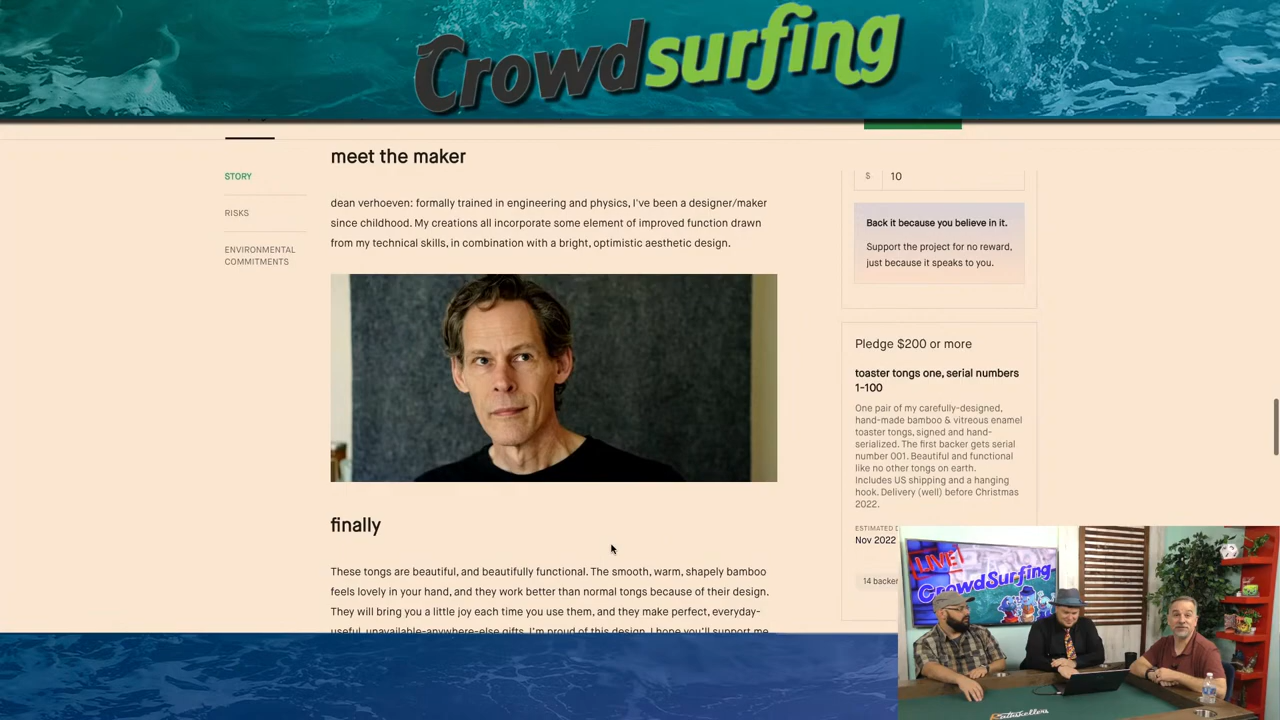 Crowdsurfing
meet the maker
STORY
RISKS
ENVIRONMENTAL
COMMITMENTS
dean verhoeven: formally trained in engineering and physics, I've been a designer/maker
since childhood. My creations all incorporate some element of improved function drawn
from my technical skills, in combination with a bright, optimistic aesthetic design.
finally
These tongs are beautiful, and beautifully functional. The smooth, warm, shapely bamboo
feels lovely in your hand, and they work better than normal tongs because of their design.
They will bring you a little joy each time you use them, and they make perfect, everyday-
useful, unavailable-anywhere-else gifts. I'm proud of this design. I hope you'll support me
$ 10
Back it because you believe in it.
Support the project for no reward,
just because it speaks to you.
Pledge $200 or more
toaster tongs one, serial numbers
1-100
One pair of my carefully-designed,
hand-made bamboo & vitreous enamel
toaster tongs, signed and hand-
serialized. The first backer gets serial
number 001. Beautiful and functional
like no other tongs on earth.
Includes US shipping and a hanging
hook. Delivery (well) before Christmas
2022.
ESTIMATED
Nov 2022
14 backer
LIVE!
CrowdSurfing